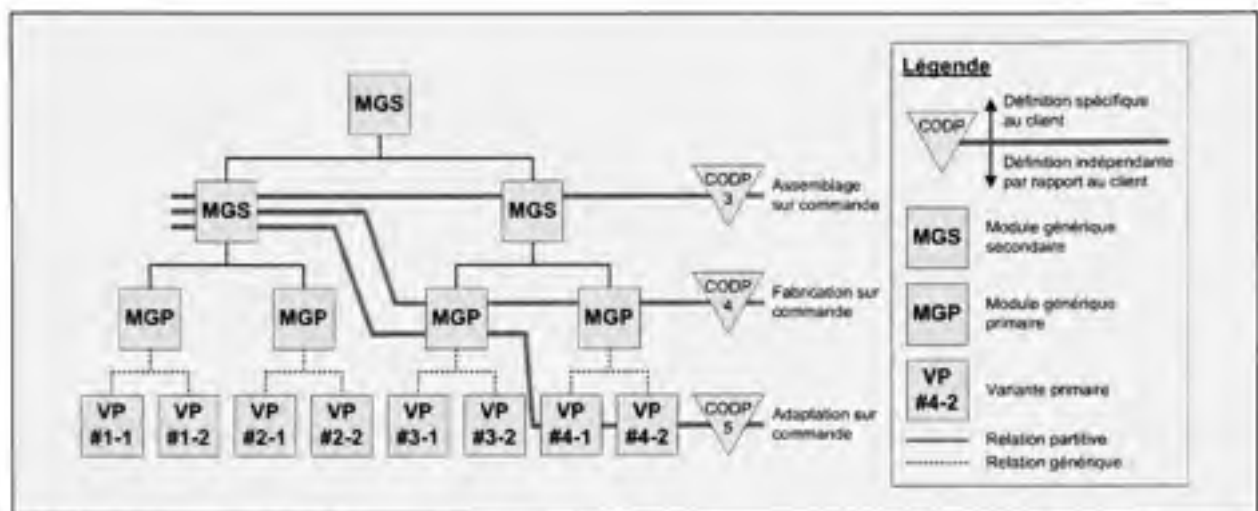 MGS
MGS
MGS
CODP
3
Assemblage
sur commande
MGP
MGP
MGP
MGP
CODP
4
Fabrication sur
commande
VP
#1-1
VP
#1-2
VP
#2-1
VP
#2-2
VP
#3-1
VP
#3-2
VP
#4-1
VP
#4-2
CODP
5
Adaptation sur
commande
Légende
CODP
Définition spécifique
au client
Définition indépendante
par rapport au client
MGS
Module générique
secondaire
MGP
Module générique
primaire
VP
#4-2
Variante primaire
Relation partitive
Relation générique